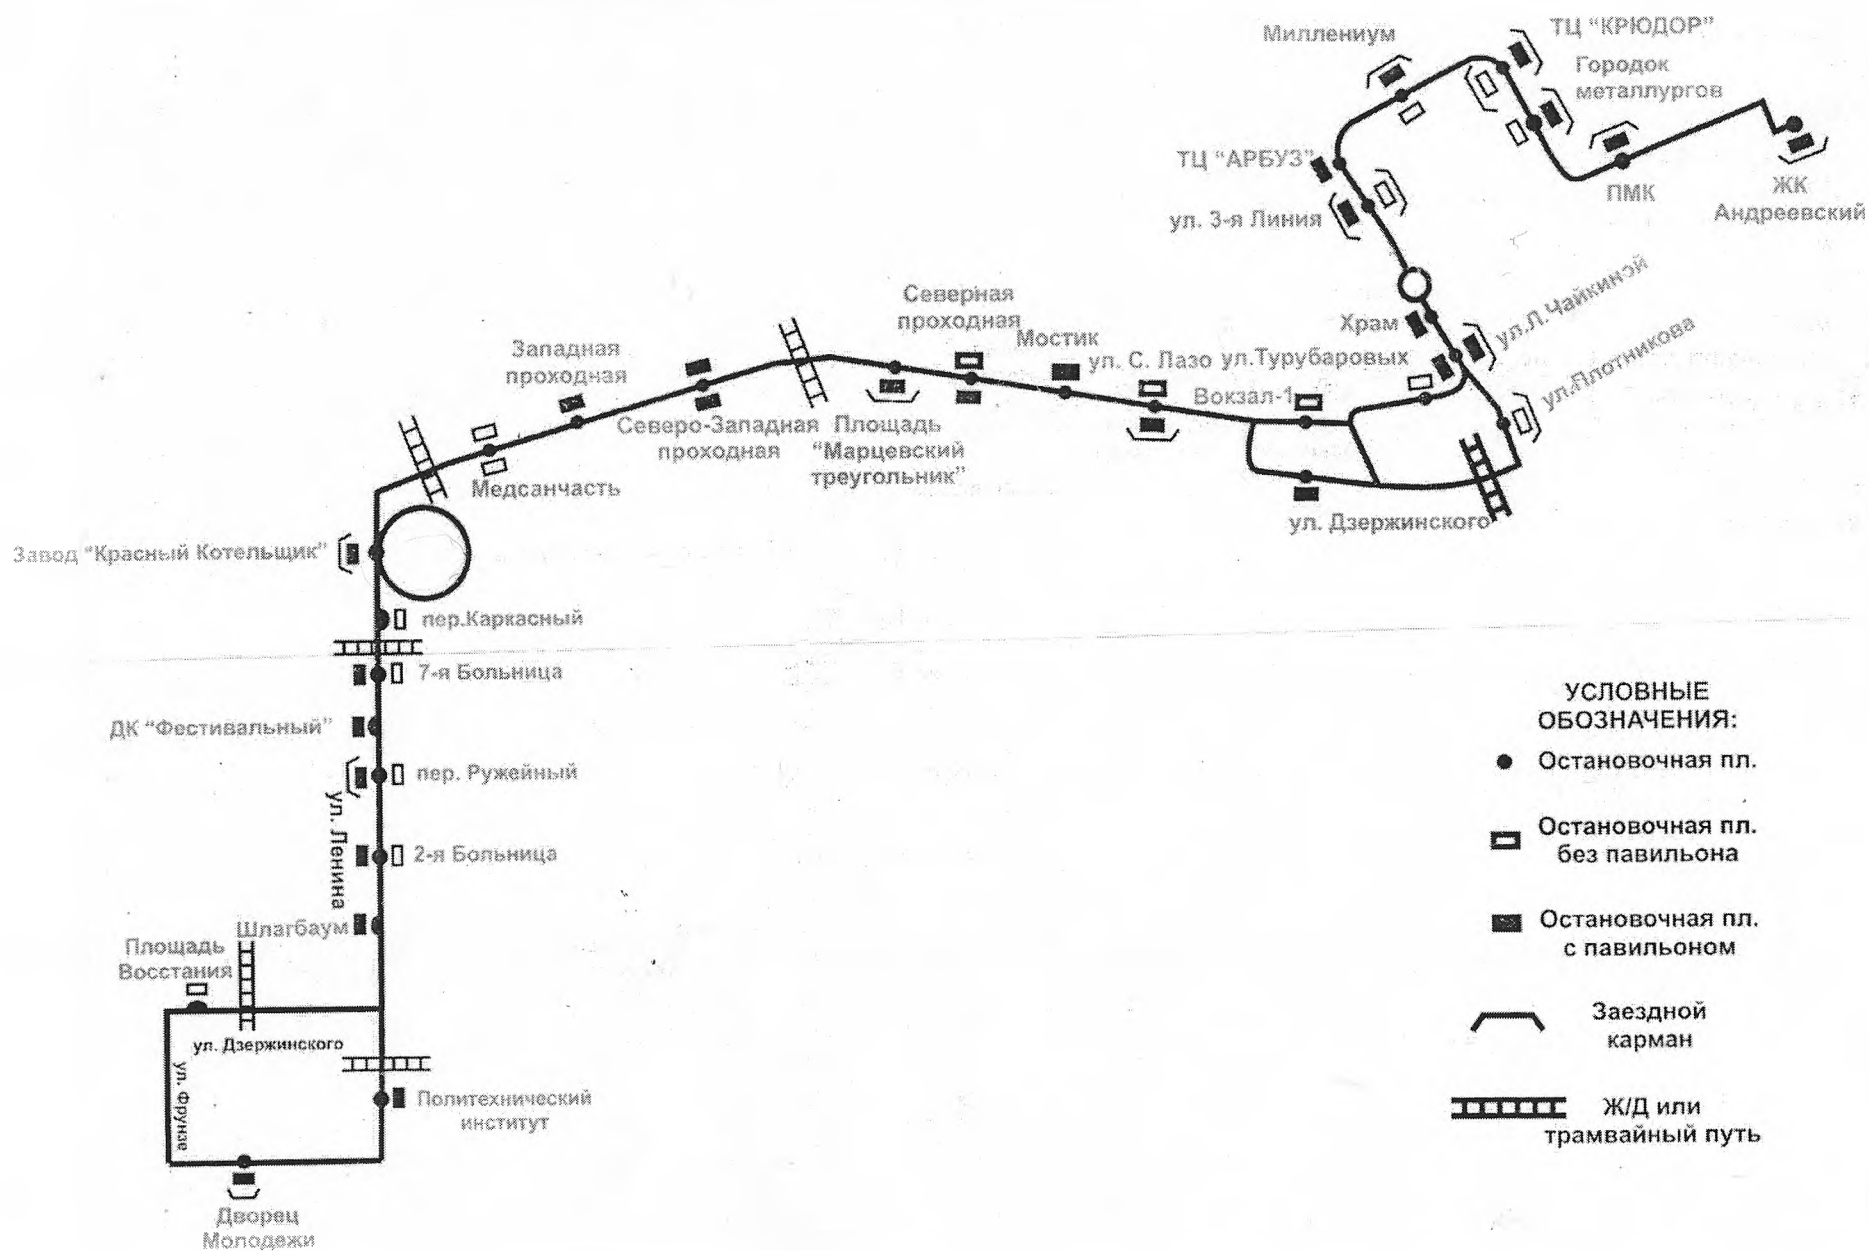 Миллениум
ТЦ “КРЮДОР”
Городок
металлургов
ТЦ “АРБУЗ”
ул. 3-я Линия
ПМК
ЖК
Андреевский
Храм
ул.Л.Чайкиной
ул.Плотникова
Северная
проходная
Мостик
ул. С. Лазо
ул.Турубаровых
Вокзал-1
Западная
проходная
Северо-Западная
проходная
Площадь
“Марцевский
треугольник”
Медсанчасть
ул. Дзержинского
Завод “Красный Котельщик”
пер.Каркасный
7-я Больница
ДК “Фестивальный”
пер. Ружейный
ул. Ленина
2-я Больница
Шлагбаум
Площадь
Восстания
ул. Дзержинского
ул. Фрунзе
Политехнический
институт
Дворец
Молодежи
УСЛОВНЫЕ
ОБОЗНАЧЕНИЯ:
Остановочная пл.
Остановочная пл.
без павильона
Остановочная пл.
с павильоном
Заездной
карман
Ж/Д или
трамвайный путь